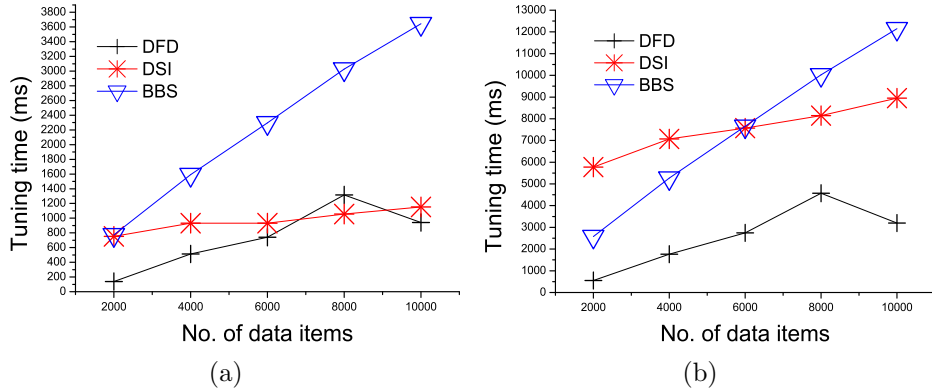 3800
3600
3400
3200
3000
2800
2600
2400
2200
2000
1800
1600
1400
1200
1000
800
600
400
200
0
Tuning time (ms)
DFD
DSI
BBS
2000 4000 6000 8000 10000
No. of data items
(a)
13000
12000
11000
10000
9000
8000
7000
6000
5000
4000
3000
2000
1000
0
Tuning time (ms)
DFD
DSI
BBS
2000 4000 6000 8000 10000
No. of data items
(b)